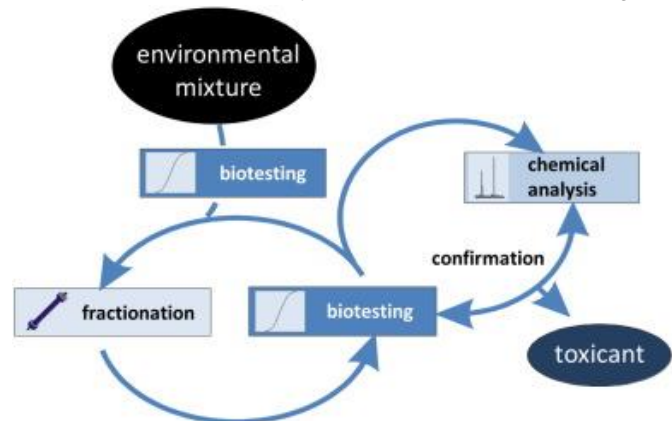 environmental
mixture
biotesting
chemical
analysis
confirmation
fractionation
biotesting
toxicant